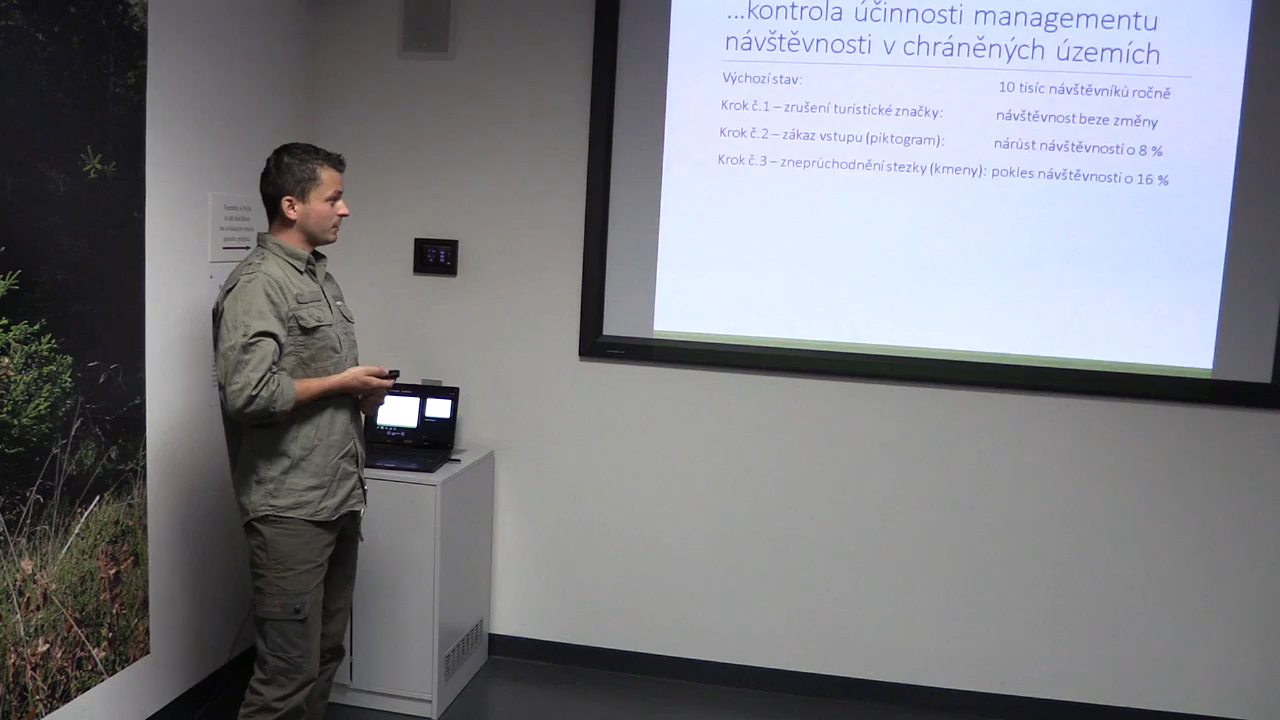 ...kontrola účinnosti managementu
návštěvnosti v chráněných územích
Výchozí stav: 10 tisíc návštěvníků ročně
Krok č.1 – zrušení turistické značky: návštěvnost beze změny
Krok č.2 – zákaz vstupu (piktogram): nárůst návštěvnosti o 8 %
Krok č.3 – zneprůchodnění stezky (kmeny): pokles návštěvnosti o 16 %